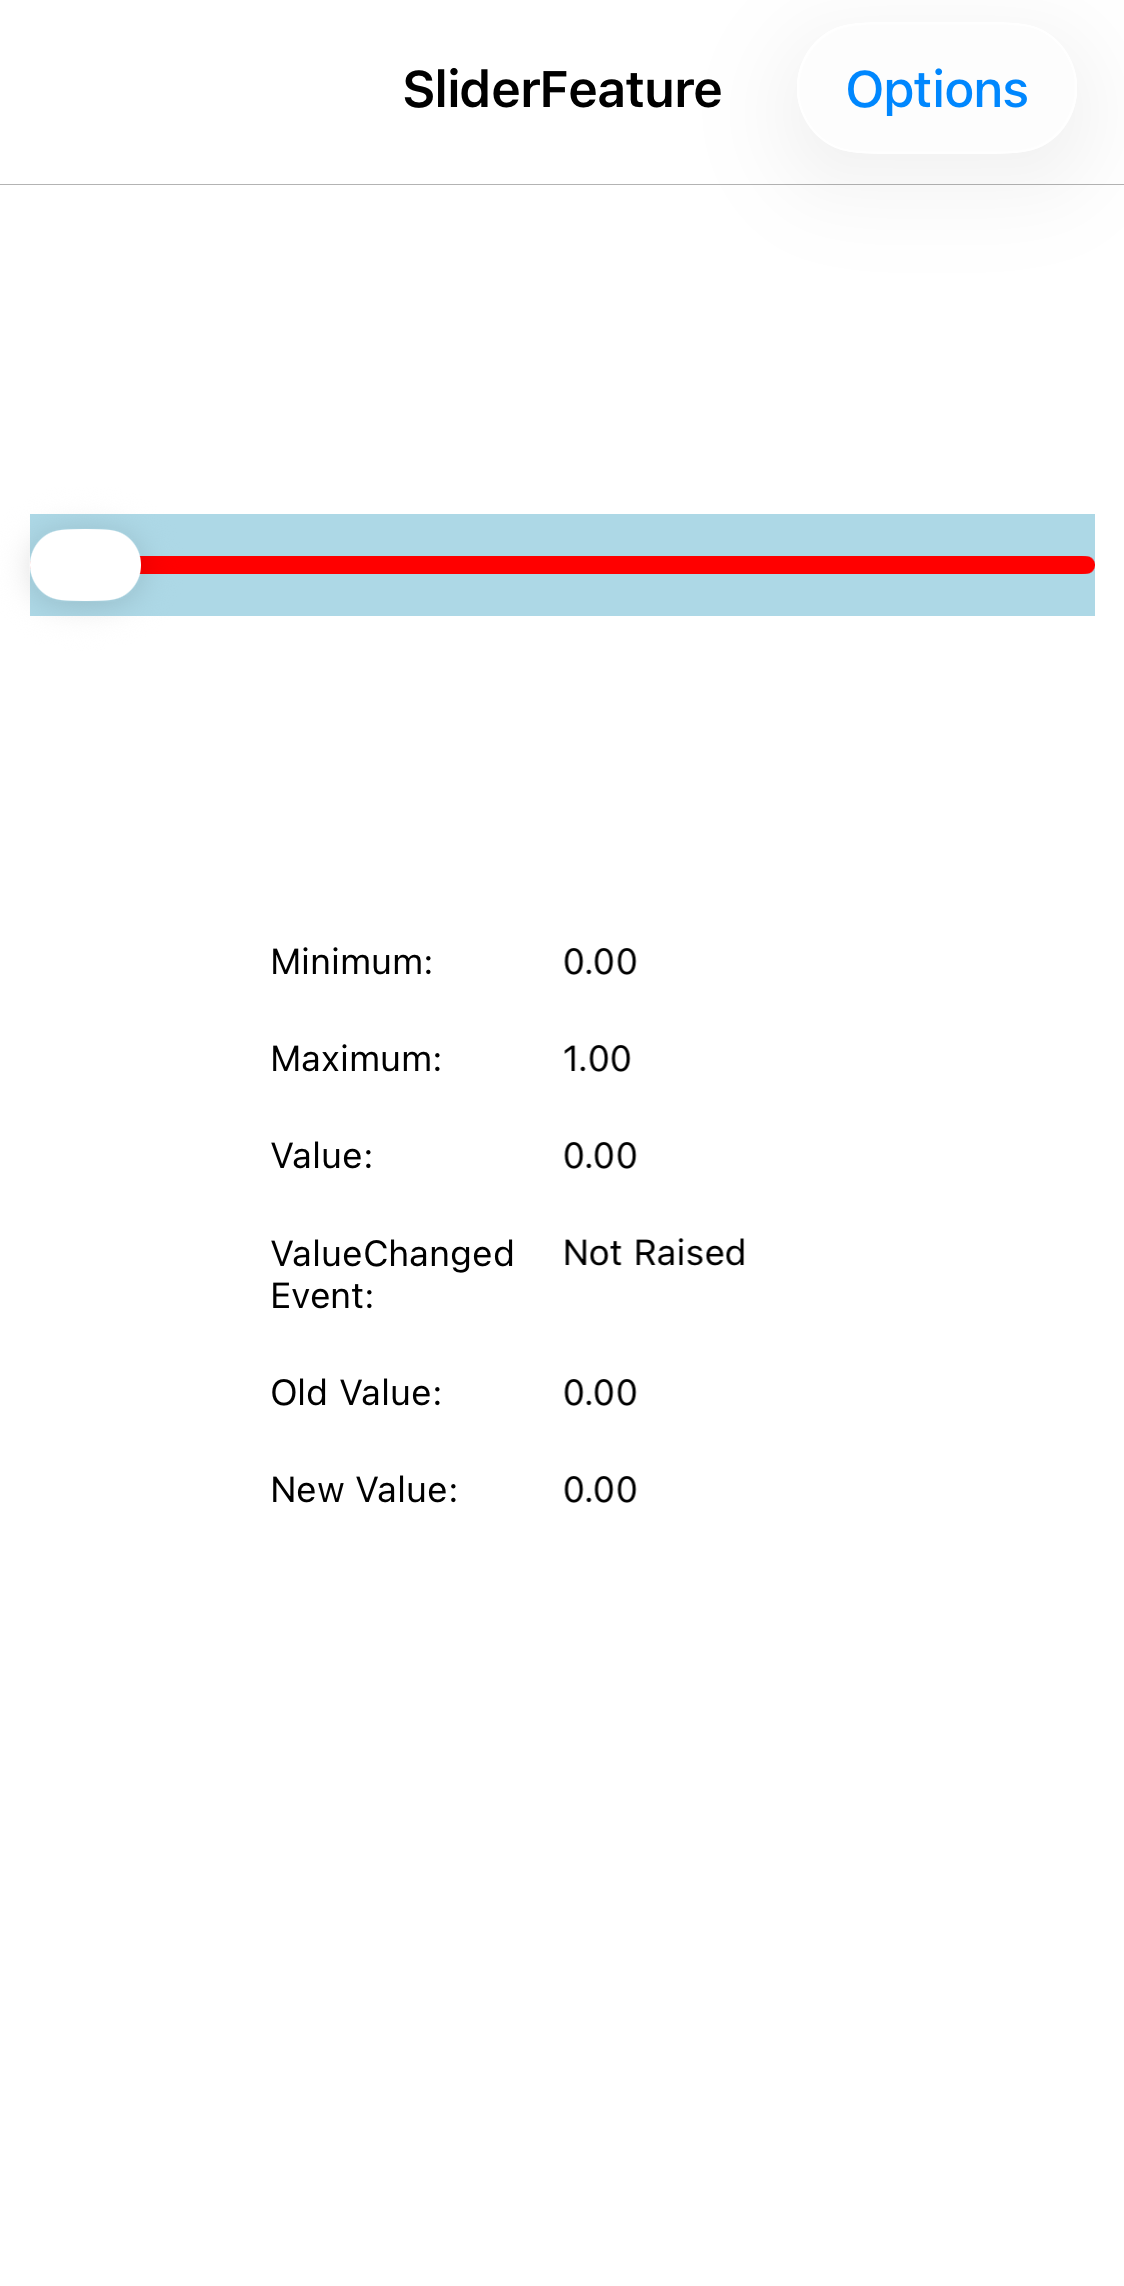 SliderFeature
Options
Minimum: 0.00
Maximum: 1.00
Value: 0.00
ValueChanged Not Raised
Event:
Old Value: 0.00
New Value: 0.00